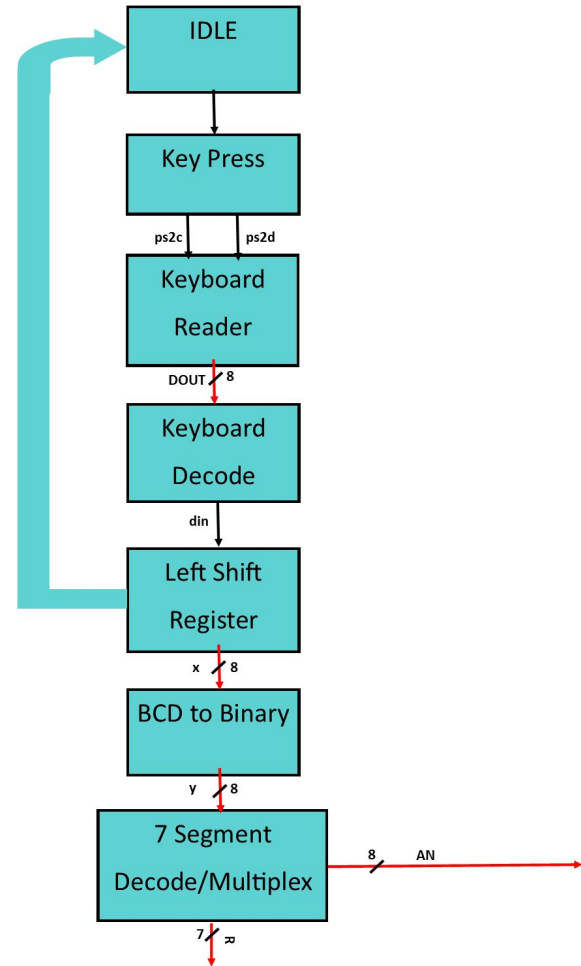 IDLE
Key Press
ps2c
ps2d
Keyboard
Reader
DOUT
8
Keyboard
Decode
din
Left Shift
Register
x
8
BCD to Binary
y
8
7 Segment
Decode/Multiplex
8
AN
7
R